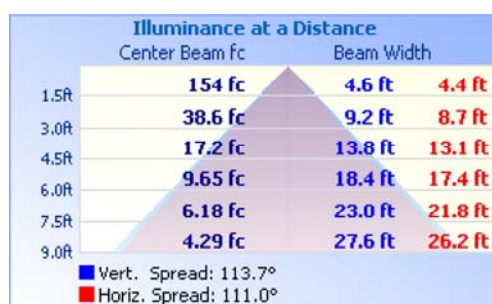 Illuminance at a Distance
Center Beam fc Beam Width
1.5ft 154 fc 4.6 ft 4.4 ft
3.0ft 38.6 fc 9.2 ft 8.7 ft
4.5ft 17.2 fc 13.8 ft 13.1 ft
6.0ft 9.65 fc 18.4 ft 17.4 ft
7.5ft 6.18 fc 23.0 ft 21.8 ft
9.0ft 4.29 fc 27.6 ft 26.2 ft
Vert. Spread: 113.7°
Horiz. Spread: 111.0°